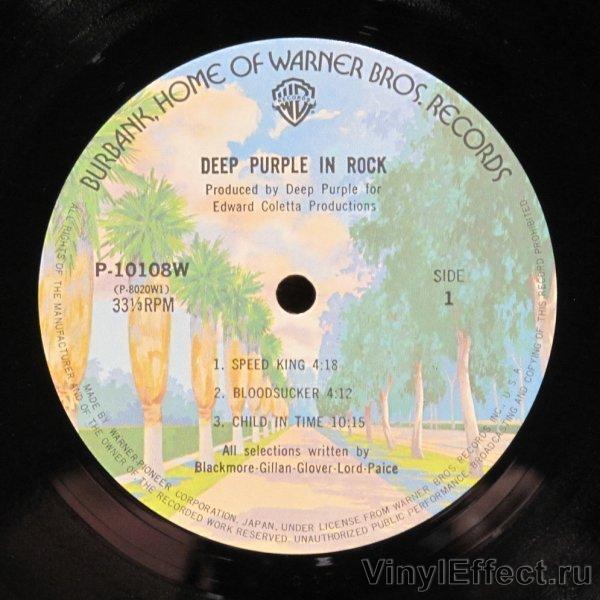 BURBANK, HOME OF WARNER BROS. RECORDS
RECORDS
DEEP PURPLE IN ROCK
Produced by Deep Purple for
Edward Coletta Productions
P-10108W
(P-8020W1)
33⅓RPM
SIDE
1
1. SPEED KING 4:18
2. BLOODSUCKER 4:12
3. CHILD IN TIME 10:15
All selections written by
Blackmore-Gillan-Glover-Lord-Paice
MADE BY WARNER-PIONEER CORPORATION, JAPAN, UNDER LICENSE FROM WARNER BROS. RECORDS INC., U.S.A.
ALL RIGHTS OF THE MANUFACTURER AND OF THE OWNER OF THE RECORDED WORK RESERVED. UNAUTHORIZED PUBLIC PERFORMANCE, BROADCASTING AND COPYING OF THIS RECORD PROHIBITED
VinylEffect.ru